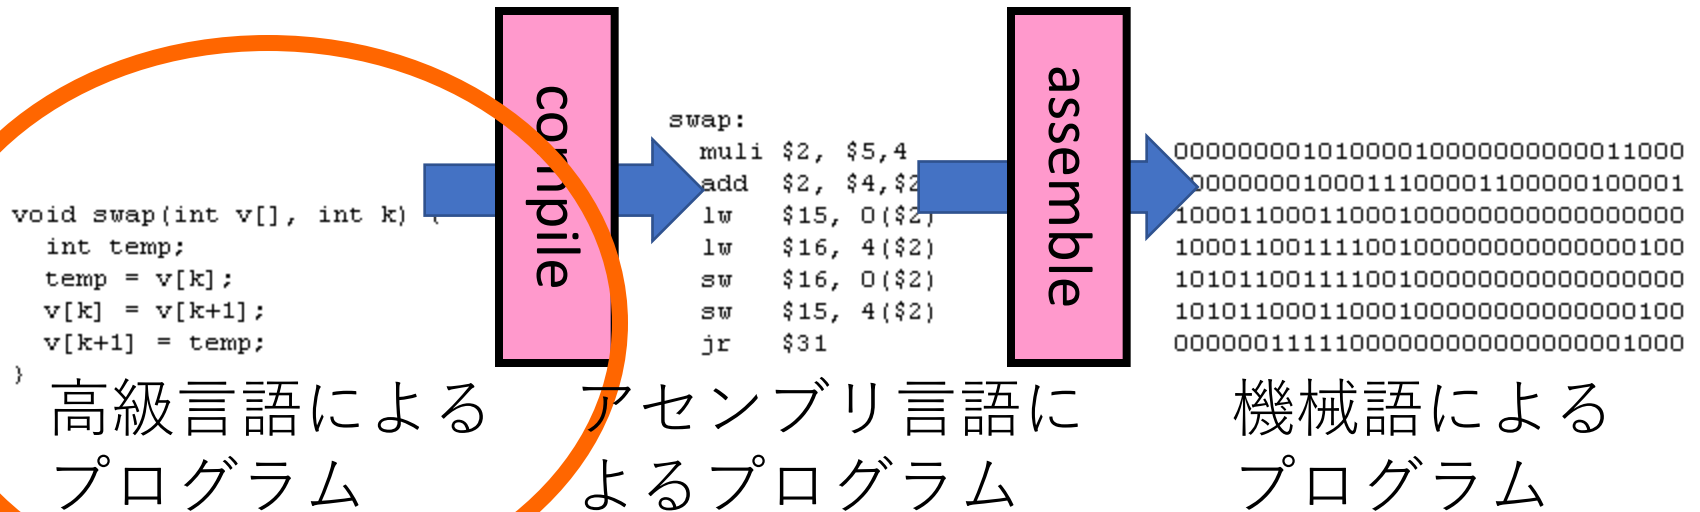 void swap(int v[], int k) {
int temp;
temp = v[k];
v[k] = v[k+1];
v[k+1] = temp;
}
高級言語による
プログラム
compile
swap:
muli $2, $5,4
add $2, $4,$2
lw $15, 0($2)
lw $16, 4($2)
sw $16, 0($2)
sw $15, 4($2)
jr $31
アセンブリ言語に
よるプログラム
assemble
00000000101000010000000000011000
00000000100011100001100000100001
10001100011000100000000000000000
10001100111100100000000000000100
10101100111100100000000000000000
10101100011000100000000000000100
00000011111000000000000000001000
機械語による
プログラム